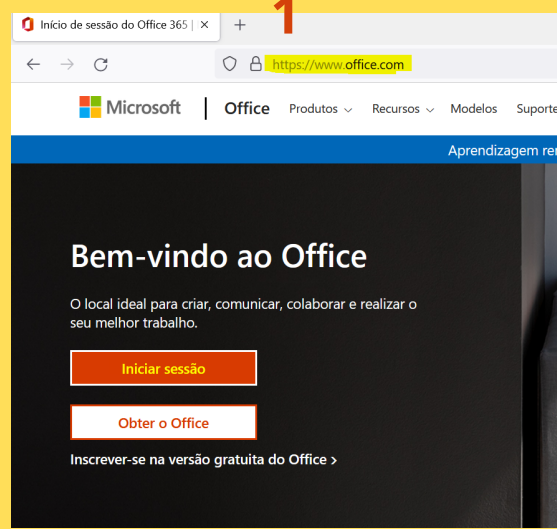 1
Início de sessão do Office 365 |
https://www.office.com
Microsoft | Office Produtos Recursos Modelos Suporte
Aprendizagem
Bem-vindo ao Office
O local ideal para criar, comunicar, colaborar e realizar o
seu melhor trabalho.
Iniciar sessão
Obter o Office
Inscrever-se na versão gratuita do Office >